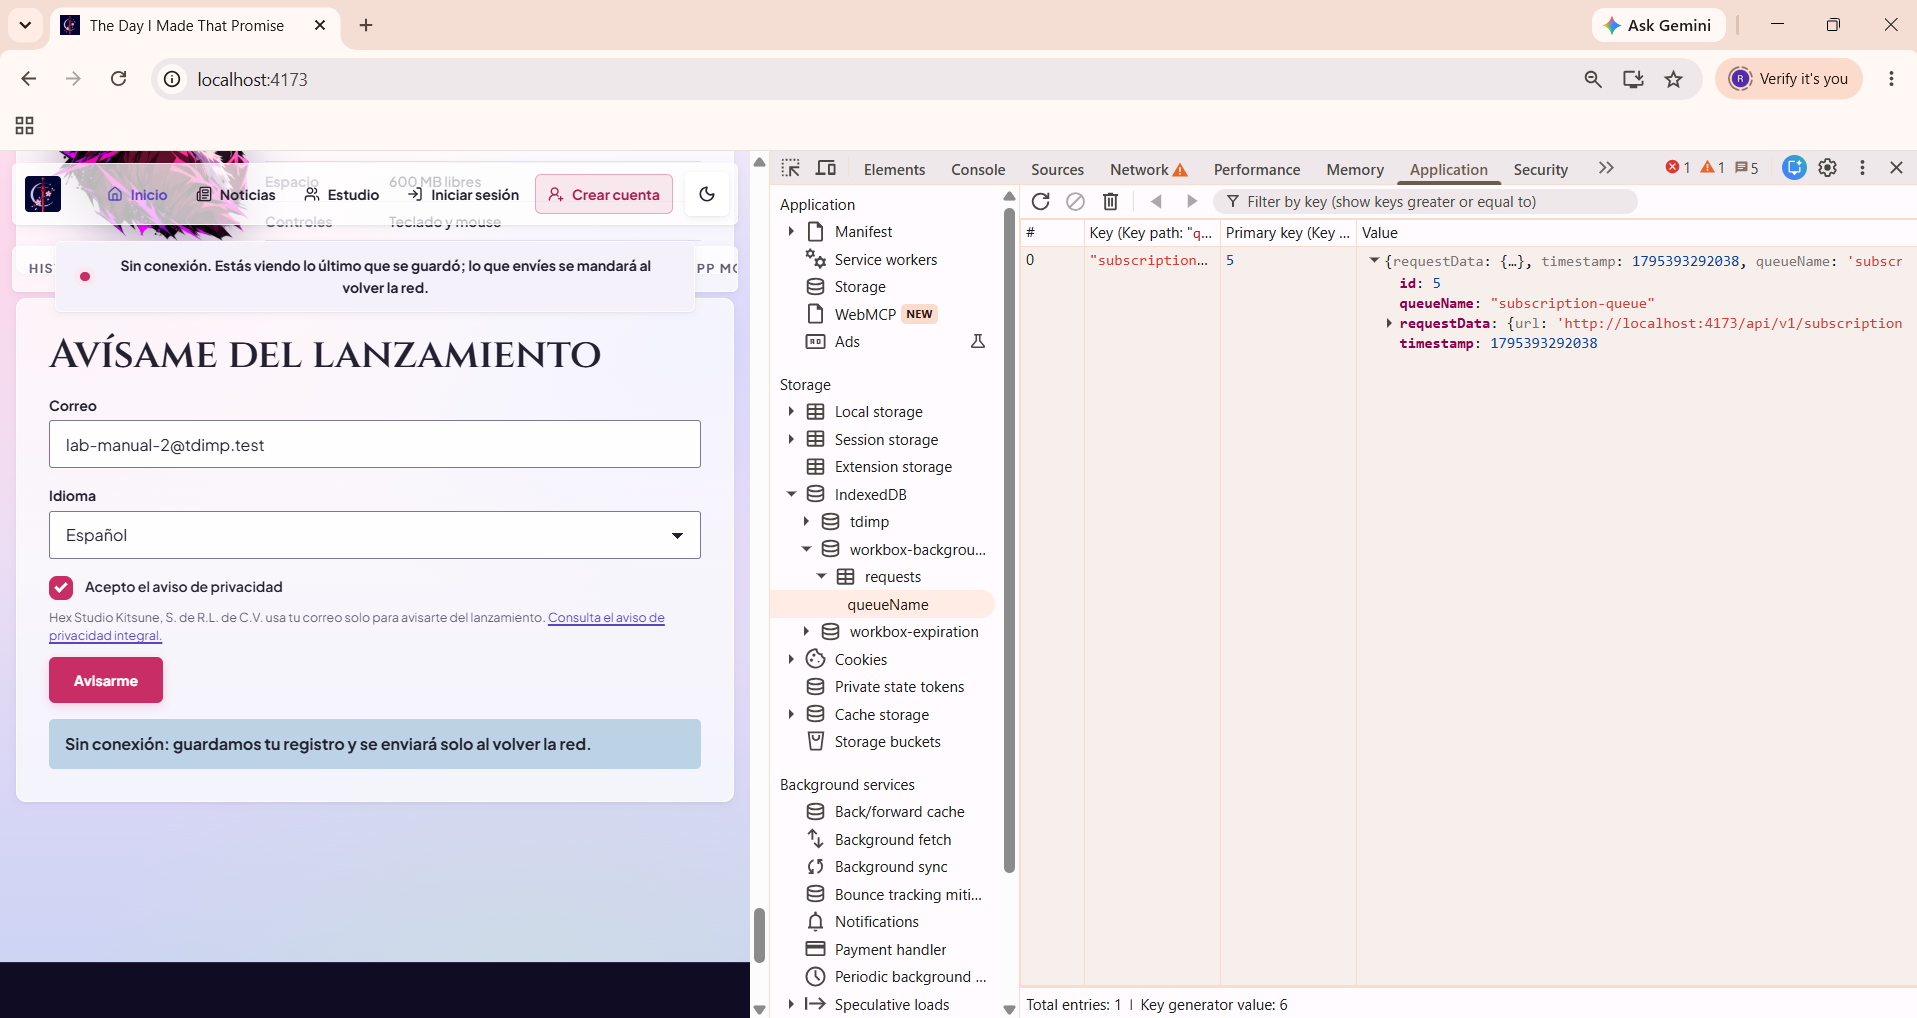 The Day I Made That Promise
Ask Gemini
localhost:4173
R
Verify it's you
Espacio 600 MB libres
Inicio Noticias Estudio Iniciar sesión Crear cuenta
Controles Teclado y mouse
HIS
PP MO
Sin conexión. Estás viendo lo último que se guardó; lo que envíes se mandará al
volver la red.
Avísame del lanzamiento
Correo
lab-manual-2@tdimp.test
Idioma
Español
Acepto el aviso de privacidad
Hex Studio Kitsune, S. de R.L. de C.V. usa tu correo solo para avisarte del lanzamiento. Consulta el aviso de
privacidad integral.
Avisarme
Sin conexión: guardamos tu registro y se enviará solo al volver la red.
Elements Console Sources Network Performance Memory Application Security
1 1 5
Application
Manifest
Service workers
Storage
WebMCP NEW
Ads
Storage
Local storage
Session storage
Extension storage
IndexedDB
tdimp
workbox-backgrou...
requests
queueName
workbox-expiration
Cookies
Private state tokens
Cache storage
Storage buckets
Background services
Back/forward cache
Background fetch
Background sync
Bounce tracking miti...
Notifications
Payment handler
Periodic background ...
Speculative loads
Filter by key (show keys greater or equal to)
# Key (Key path: "q... Primary key (Key ... Value
0 "subscription... 5 {requestData: {…}, timestamp: 1795393292038, queueName: 'subscr
id: 5
queueName: "subscription-queue"
requestData: {url: 'http://localhost:4173/api/v1/subscription
timestamp: 1795393292038
Total entries: 1 | Key generator value: 6